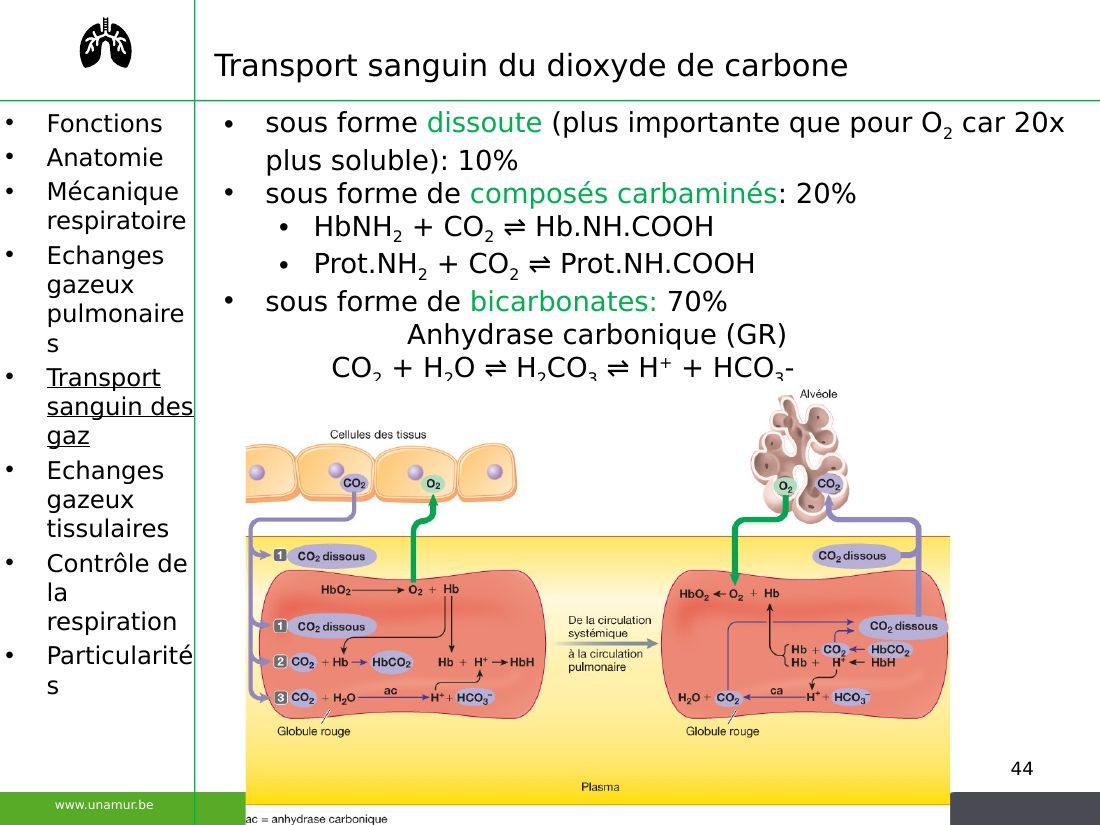 Transport sanguin du dioxyde de carbone
• Fonctions
• Anatomie
• Mécanique
respiratoire
• Echanges
gazeux
pulmonaire
s
• Transport
sanguin des
gaz
• Echanges
gazeux
tissulaires
• Contrôle de
la
respiration
• Particularité
s
• sous forme dissoute (plus importante que pour O₂ car 20x
plus soluble): 10%
• sous forme de composés carbaminés: 20%
• HbNH₂ + CO₂ ⇌ Hb.NH.COOH
• Prot.NH₂ + CO₂ ⇌ Prot.NH.COOH
• sous forme de bicarbonates: 70%
Anhydrase carbonique (GR)
CO₂ + H₂O ⇌ H₂CO₃ ⇌ H⁺ + HCO₃-
Alvéole
Cellules des tissus
CO₂
O₂
O₂
CO₂
1 CO₂ dissous
CO₂ dissous
HbO₂ → O₂ + Hb
HbO₂ ← O₂ + Hb
1 CO₂ dissous
De la circulation
systémique
à la circulation
pulmonaire
CO₂ dissous
2 CO₂ + Hb → HbCO₂
Hb + H⁺ → HbH
Hb + CO₂ ← HbCO₂
Hb + H⁺ ← HbH
3 CO₂ + H₂O ac → H⁺ + HCO₃⁻
H₂O + CO₂ ← ca H⁺ + HCO₃⁻
Globule rouge
Globule rouge
Plasma
ac = anhydrase carbonique
44
www.unamur.be